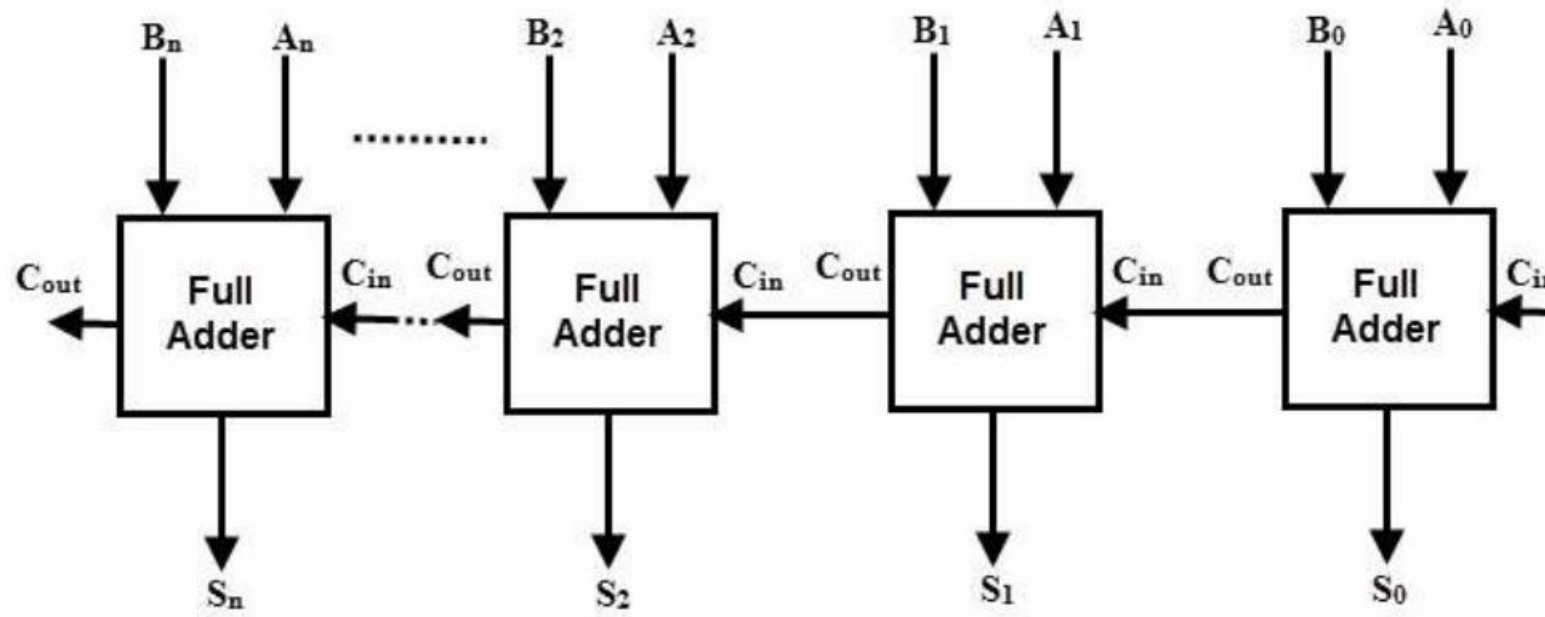 Bn An B2 A2 B1 A1 B0 A0
Cout Full Adder Cin Cout Full Adder Cin Cout Full Adder Cin Cout Full Adder Cin
Sn S2 S1 S0